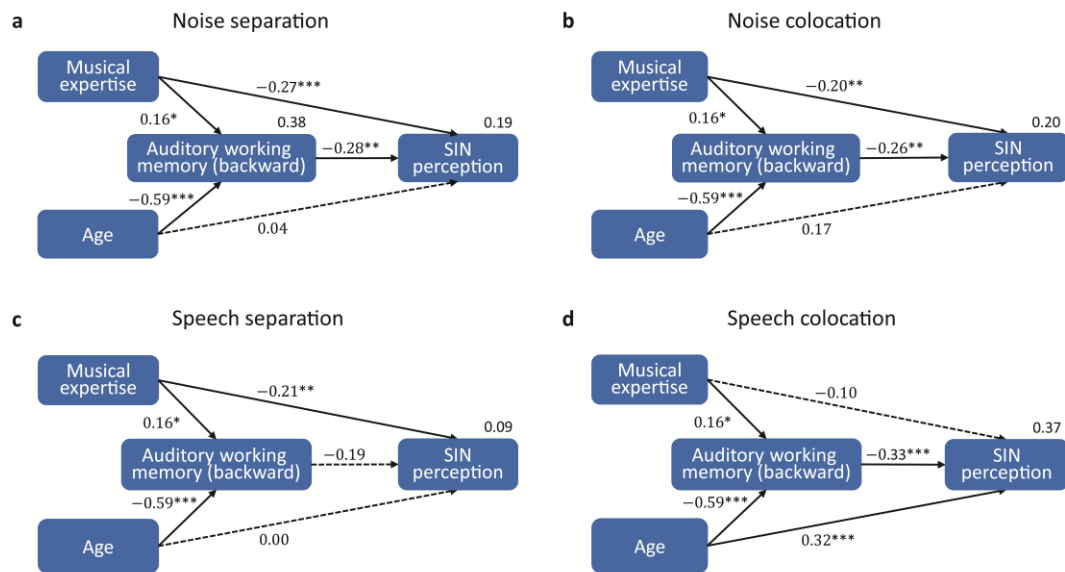 a
Noise separation
Musical
expertise
−0.27***
0.16*
0.38
0.19
Auditory working
memory (backward)
−0.28**
SIN
perception
−0.59***
Age
0.04
b
Noise colocation
Musical
expertise
−0.20**
0.16*
0.20
Auditory working
memory (backward)
−0.26**
SIN
perception
−0.59***
Age
0.17
c
Speech separation
Musical
expertise
−0.21**
0.16*
0.09
Auditory working
memory (backward)
−0.19
SIN
perception
−0.59***
Age
0.00
d
Speech colocation
Musical
expertise
−0.10
0.16*
0.37
Auditory working
memory (backward)
−0.33***
SIN
perception
−0.59***
Age
0.32***